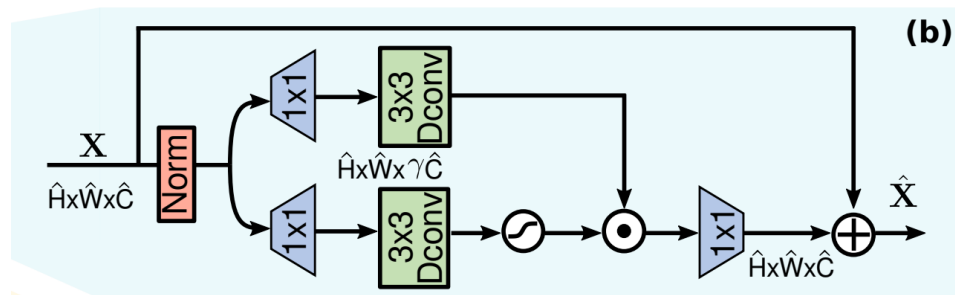 (b)
1x1
3x3
Dconv
X
Norm
ĤxŴxĈ
ĤxŴxγĈ
1x1
3x3
Dconv
1x1
ĤxŴxĈ
X̂